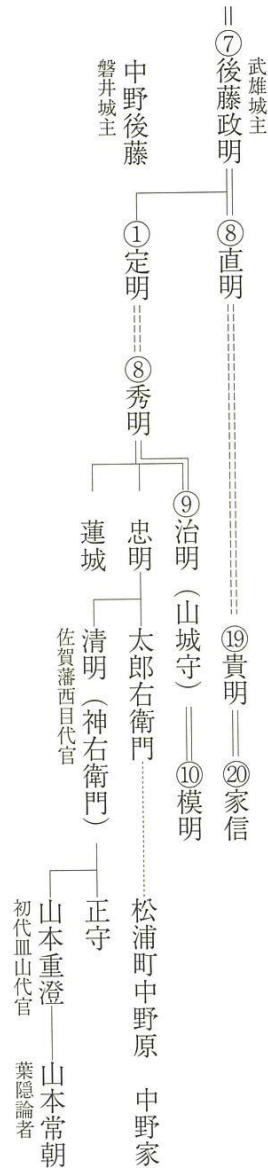 武雄城主
⑦後藤政明
⑧直明
⑲貴明
⑳家信
中野後藤
磐井城主
①定明
⑧秀明
⑨治明（山城守）
⑩模明
忠明
蓮城
太郎右衛門
松浦町中野原　中野家
清明（神右衛門）
佐賀藩西目代官
正守
山本重澄
初代皿山代官
山本常朝
葉隠論者